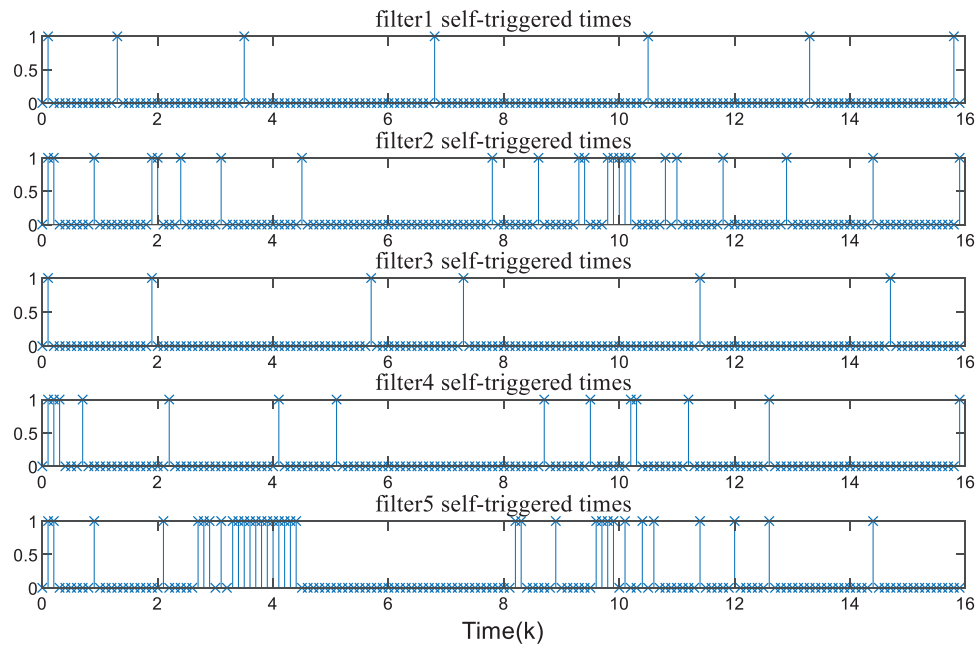 filter1 self-triggered times
1
0.5
0
0 2 4 6 8 10 12 14 16
filter2 self-triggered times
1
0.5
0
0 2 4 6 8 10 12 14 16
filter3 self-triggered times
1
0.5
0
0 2 4 6 8 10 12 14 16
filter4 self-triggered times
1
0.5
0
0 2 4 6 8 10 12 14 16
filter5 self-triggered times
1
0.5
0
0 2 4 6 8 10 12 14 16
Time(k)